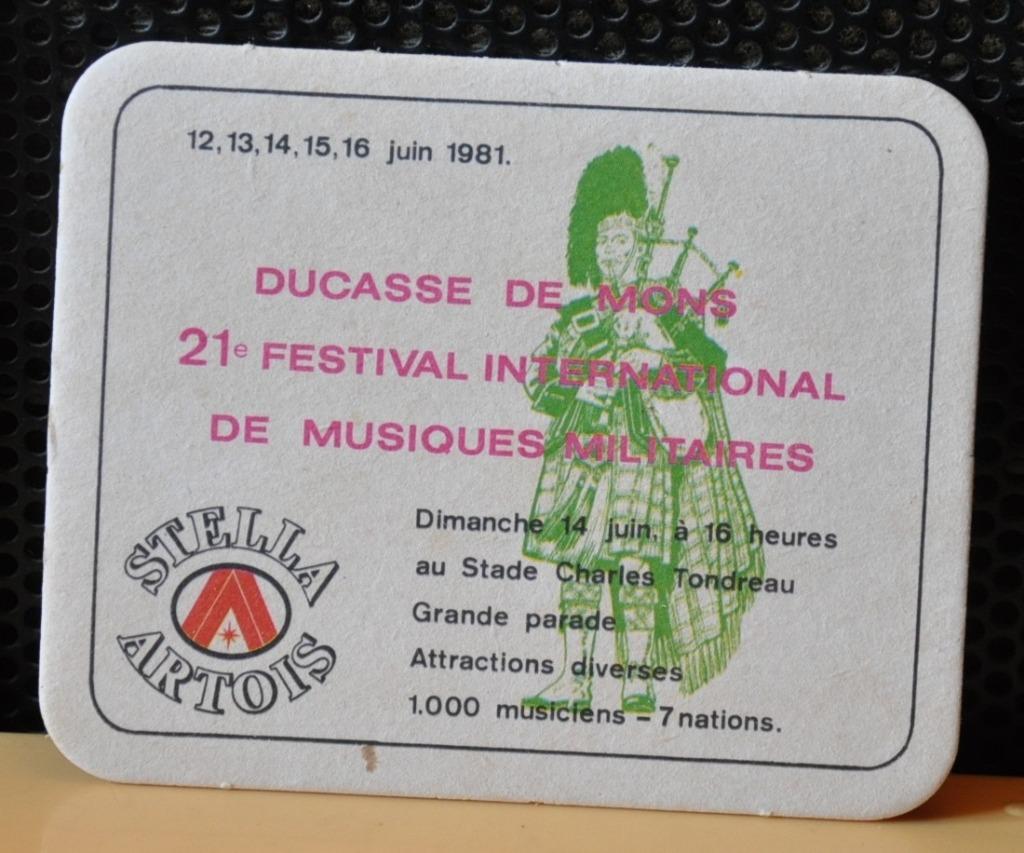 12,13,14,15,16 juin 1981.
DUCASSE DE MONS
21e FESTIVAL INTERNATIONAL
DE MUSIQUES MILITAIRES
Dimanche 14 juin, à 16 heures
au Stade Charles Tondreau
Grande parade
Attractions diverses
1.000 musiciens – 7 nations.
STELLA
ARTOIS